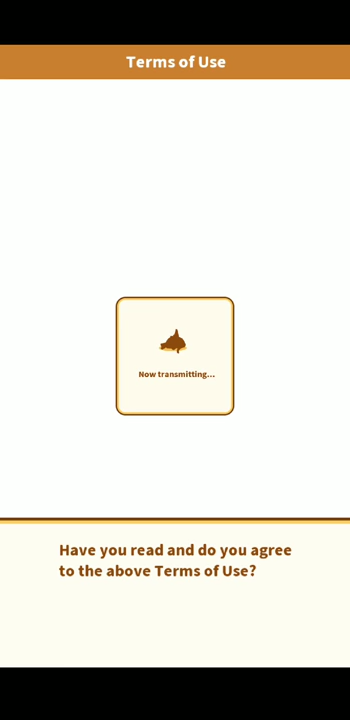 Terms of Use
Now transmitting...
Have you read and do you agree
to the above Terms of Use?